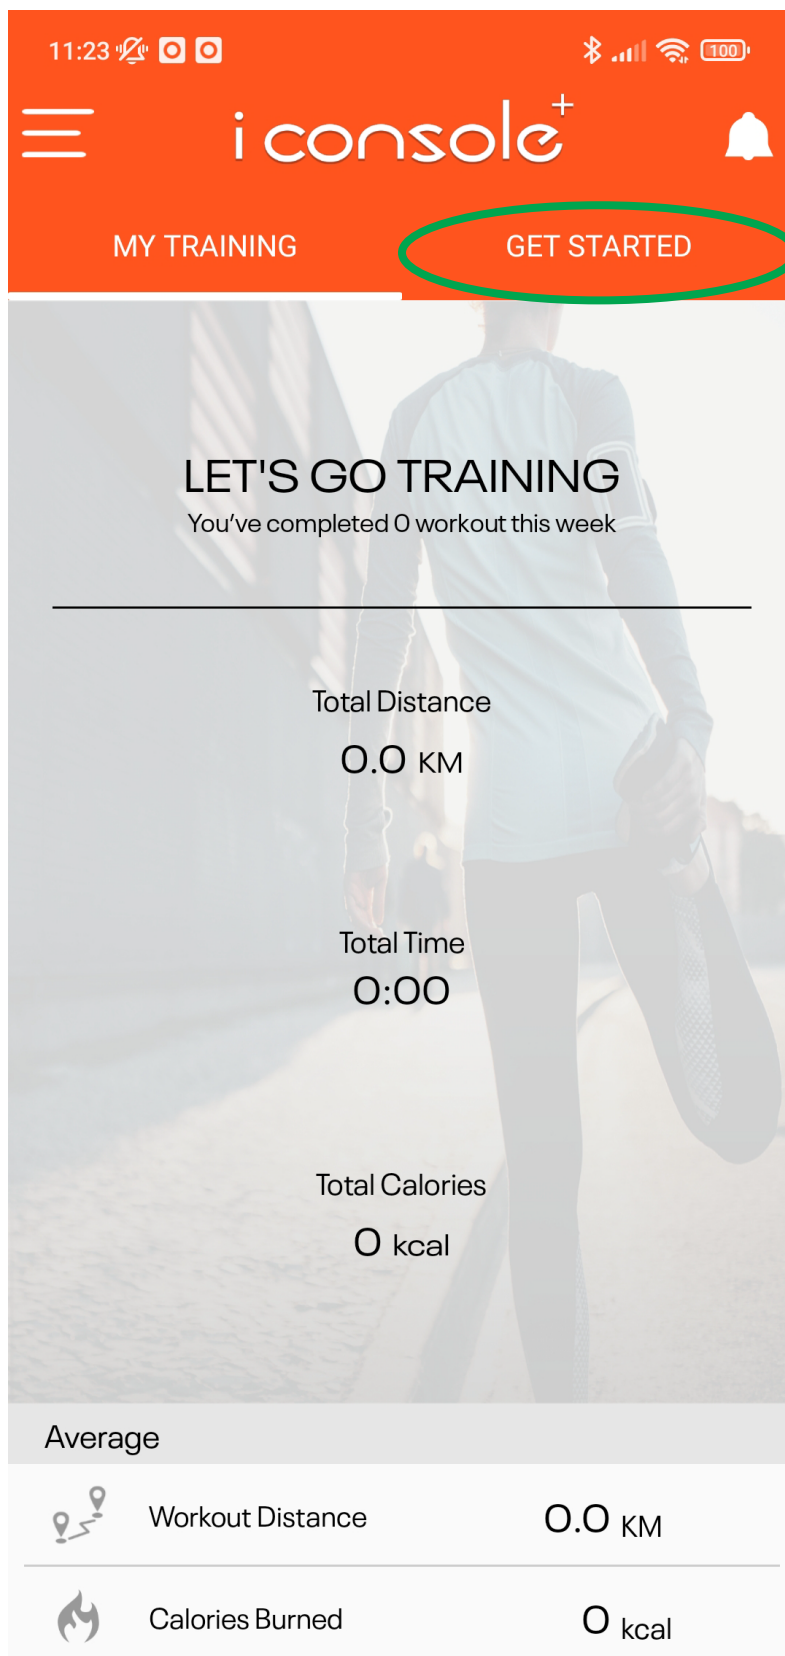 11:23
100
i console+
MY TRAINING
GET STARTED
LET'S GO TRAINING
You've completed 0 workout this week
Total Distance
0.0 KM
Total Time
0:00
Total Calories
0 kcal
Average
Workout Distance 0.0 KM
Calories Burned 0 kcal